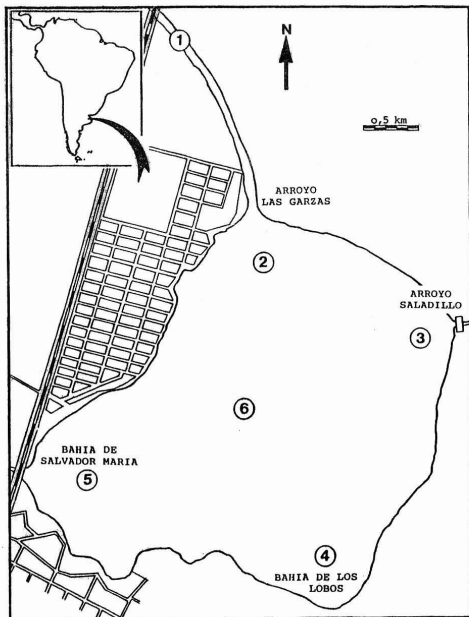 1
N
0,5 km
ARROYO
LAS GARZAS
2
ARROYO
SALADILLO
3
6
BAHIA DE
SALVADOR MARIA
5
4
BAHIA DE LOS
LOBOS